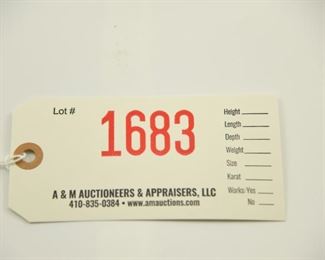 Lot #
1683
Height
Length
Depth
Weight
Size
Karat
Works: Yes
No
A & M AUCTIONEERS & APPRAISERS, LLC
410-835-0384 • www.amauctions.com